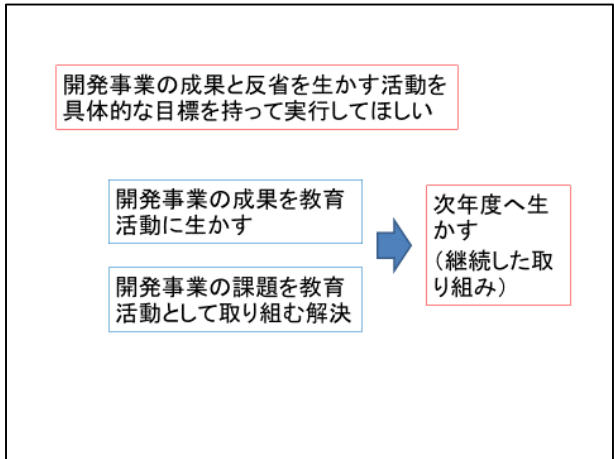 開発事業の成果と反省を生かす活動を
具体的な目標を持って実行してほしい
開発事業の成果を教育
活動に生かす
開発事業の課題を教育
活動として取り組む解決
次年度へ生
かす
（継続した取
り組み）